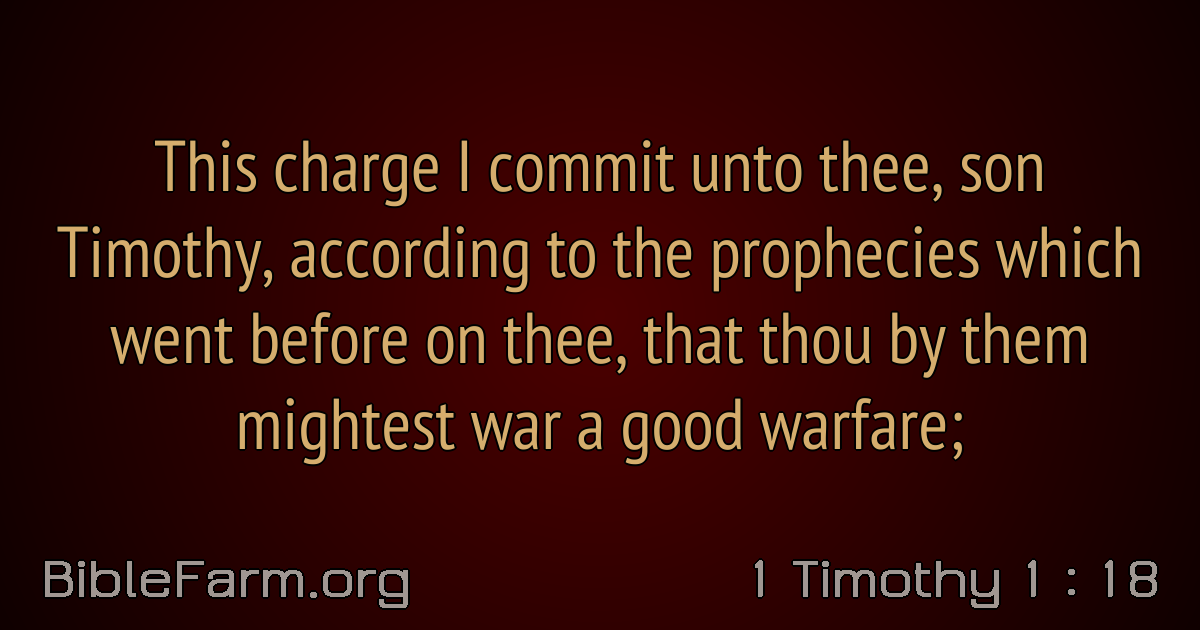 This charge I commit unto thee, son
Timothy, according to the prophecies which
went before on thee, that thou by them
mightest war a good warfare;
BibleFarm.org
1 Timothy 1 : 18